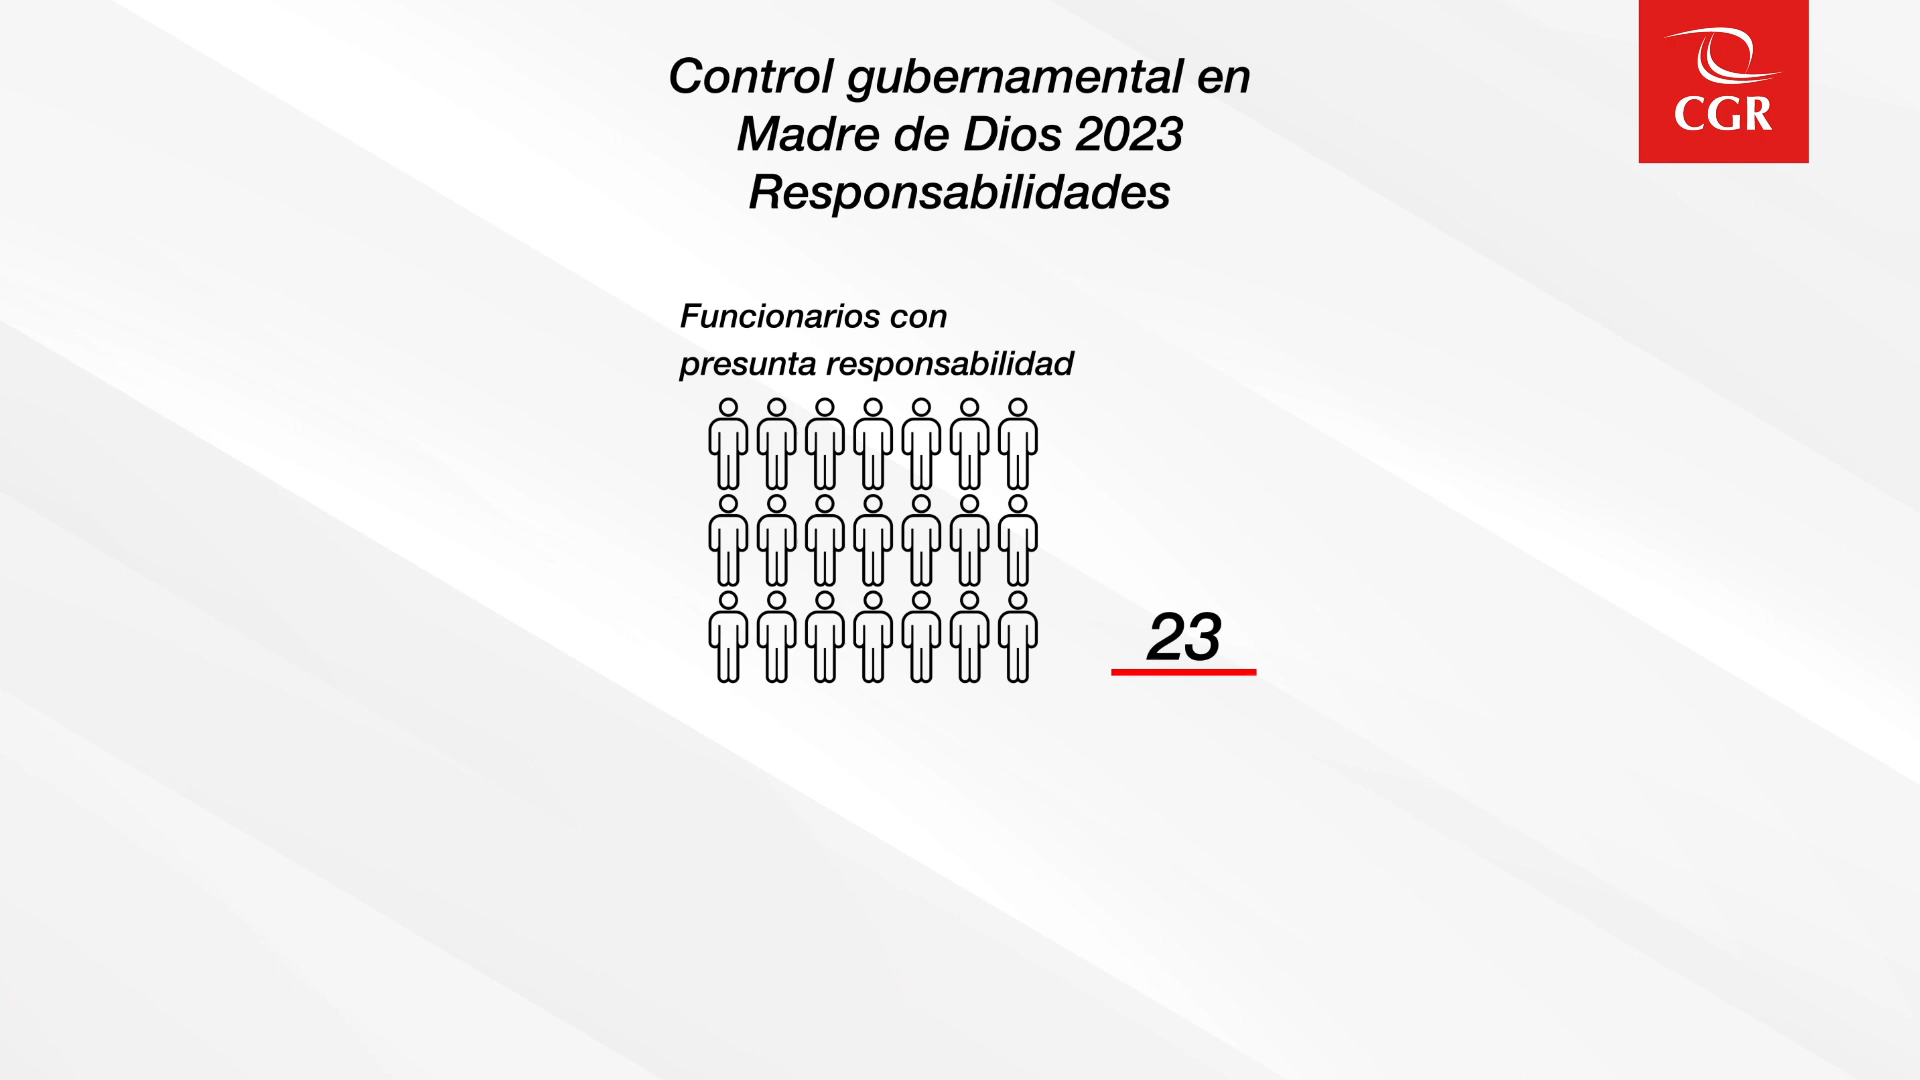 Control gubernamental en
Madre de Dios 2023
Responsabilidades
CGR
Funcionarios con
presunta responsabilidad
23